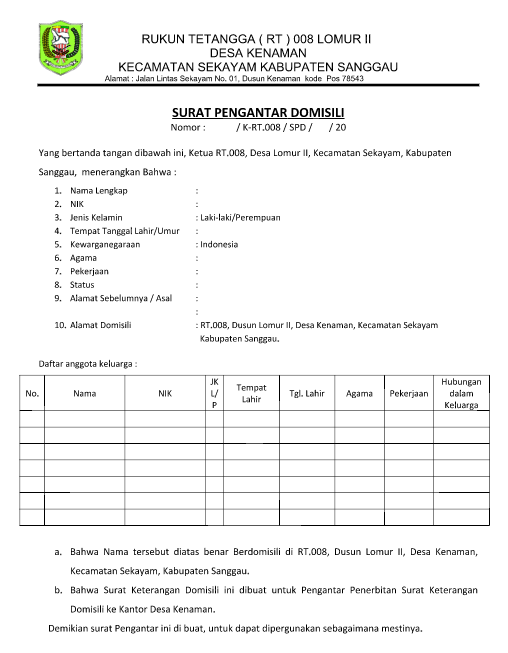 RUKUN TETANGGA ( RT ) 008 LOMUR II
DESA KENAMAN
KECAMATAN SEKAYAM KABUPATEN SANGGAU
Alamat : Jalan Lintas Sekayam No. 01, Dusun Kenaman kode Pos 78543
SURAT PENGANTAR DOMISILI
Nomor : / K-RT.008 / SPD / / 20
Yang bertanda tangan dibawah ini, Ketua RT.008, Desa Lomur II, Kecamatan Sekayam, Kabupaten
Sanggau, menerangkan Bahwa :
1. Nama Lengkap :
2. NIK :
3. Jenis Kelamin : Laki-laki/Perempuan
4. Tempat Tanggal Lahir/Umur :
5. Kewarganegaraan : Indonesia
6. Agama :
7. Pekerjaan :
8. Status :
9. Alamat Sebelumnya / Asal :
:
10. Alamat Domisili : RT.008, Dusun Lomur II, Desa Kenaman, Kecamatan Sekayam
Kabupaten Sanggau.
Daftar anggota keluarga :
No. Nama NIK JK L/ P Tempat Lahir Tgl. Lahir Agama Pekerjaan Hubungan dalam Keluarga
a. Bahwa Nama tersebut diatas benar Berdomisili di RT.008, Dusun Lomur II, Desa Kenaman,
Kecamatan Sekayam, Kabupaten Sanggau.
b. Bahwa Surat Keterangan Domisili ini dibuat untuk Pengantar Penerbitan Surat Keterangan
Domisili ke Kantor Desa Kenaman.
Demikian surat Pengantar ini di buat, untuk dapat dipergunakan sebagaimana mestinya.